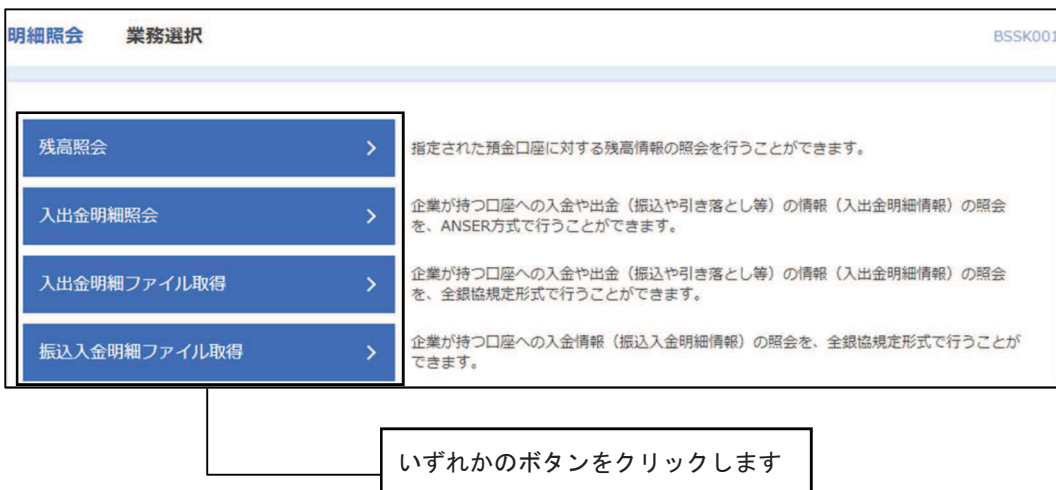 明細照会 業務選択 BSSK001
残高照会
指定された預金口座に対する残高情報の照会を行うことができます。
入出金明細照会
企業が持つ口座への入金や出金（振込や引き落とし等）の情報（入出金明細情報）の照会
を、ANSER方式で行うことができます。
入出金明細ファイル取得
企業が持つ口座への入金や出金（振込や引き落とし等）の情報（入出金明細情報）の照会
を、全銀協規定形式で行うことができます。
振込入金明細ファイル取得
企業が持つ口座への入金情報（振込入金明細情報）の照会を、全銀協規定形式で行うことが
できます。
いずれかのボタンをクリックします